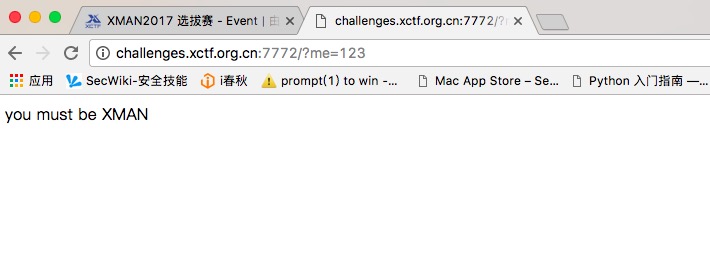 XMAN2017 选拔赛 - Event | 由
challenges.xctf.org.cn:7772/?
challenges.xctf.org.cn:7772/?me=123
应用 SecWiki-安全技能 i春秋 prompt(1) to win -... Mac App Store – Se... Python 入门指南 —...
you must be XMAN